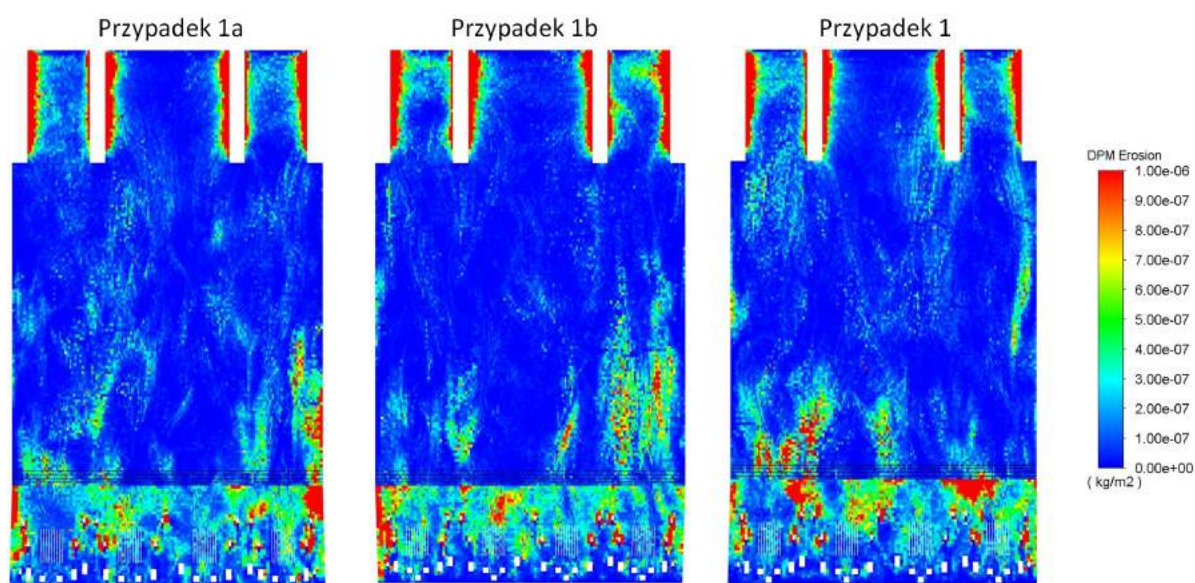 Przypadek 1a
Przypadek 1b
Przypadek 1
DPM Erosion
1.00e-06
9.00e-07
8.00e-07
7.00e-07
6.00e-07
5.00e-07
4.00e-07
3.00e-07
2.00e-07
1.00e-07
0.00e+00
( kg/m2 )